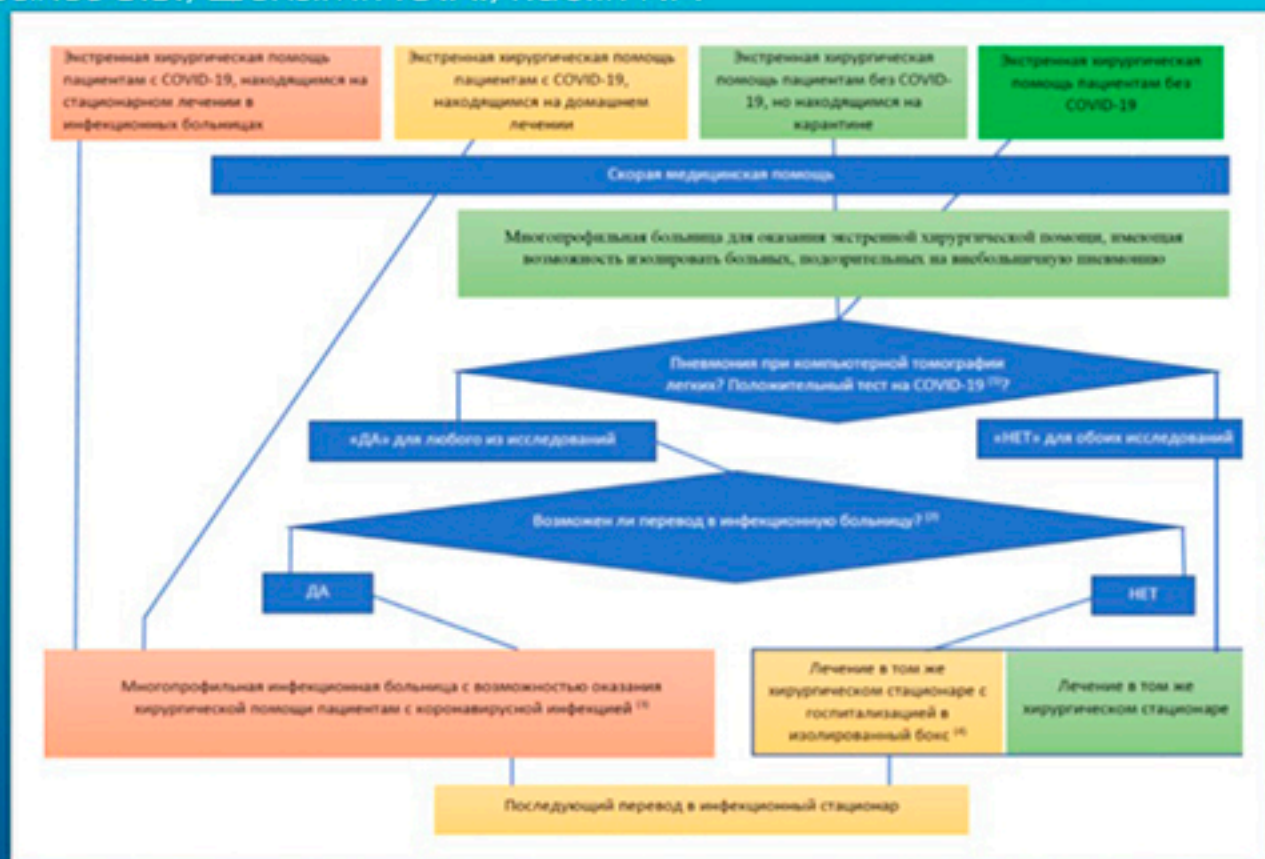 Экстренная хирургическая помощь
пациентам с COVID-19, находящимся на
стационарном лечении в
инфекционных больницах
Экстренная хирургическая помощь
пациентам с COVID-19,
находящимся на домашнем
лечении
Экстренная хирургическая
помощь пациентам без COVID-
19, но находящимся на
карантине
Экстренная хирургическая
помощь пациентам без
COVID-19
Скорая медицинская помощь
Многопрофильная больница для оказания экстренной хирургической помощи, имеющая
возможность изолировать больных, подозрительных на внебольничную пневмонию
Пневмония при компьютерной томографии
легких? Положительный тест на COVID-19 (1)?
«ДА» для любого из исследований
«НЕТ» для обоих исследований
Возможен ли перевод в инфекционную больницу? (2)
ДА
НЕТ
Многопрофильная инфекционная больница с возможностью оказания
хирургической помощи пациентам с коронавирусной инфекцией (3)
Лечение в том же
хирургическом стационаре с
госпитализацией в
изолированный бокс (4)
Лечение в том же
хирургическом стационаре
Последующий перевод в инфекционный стационар